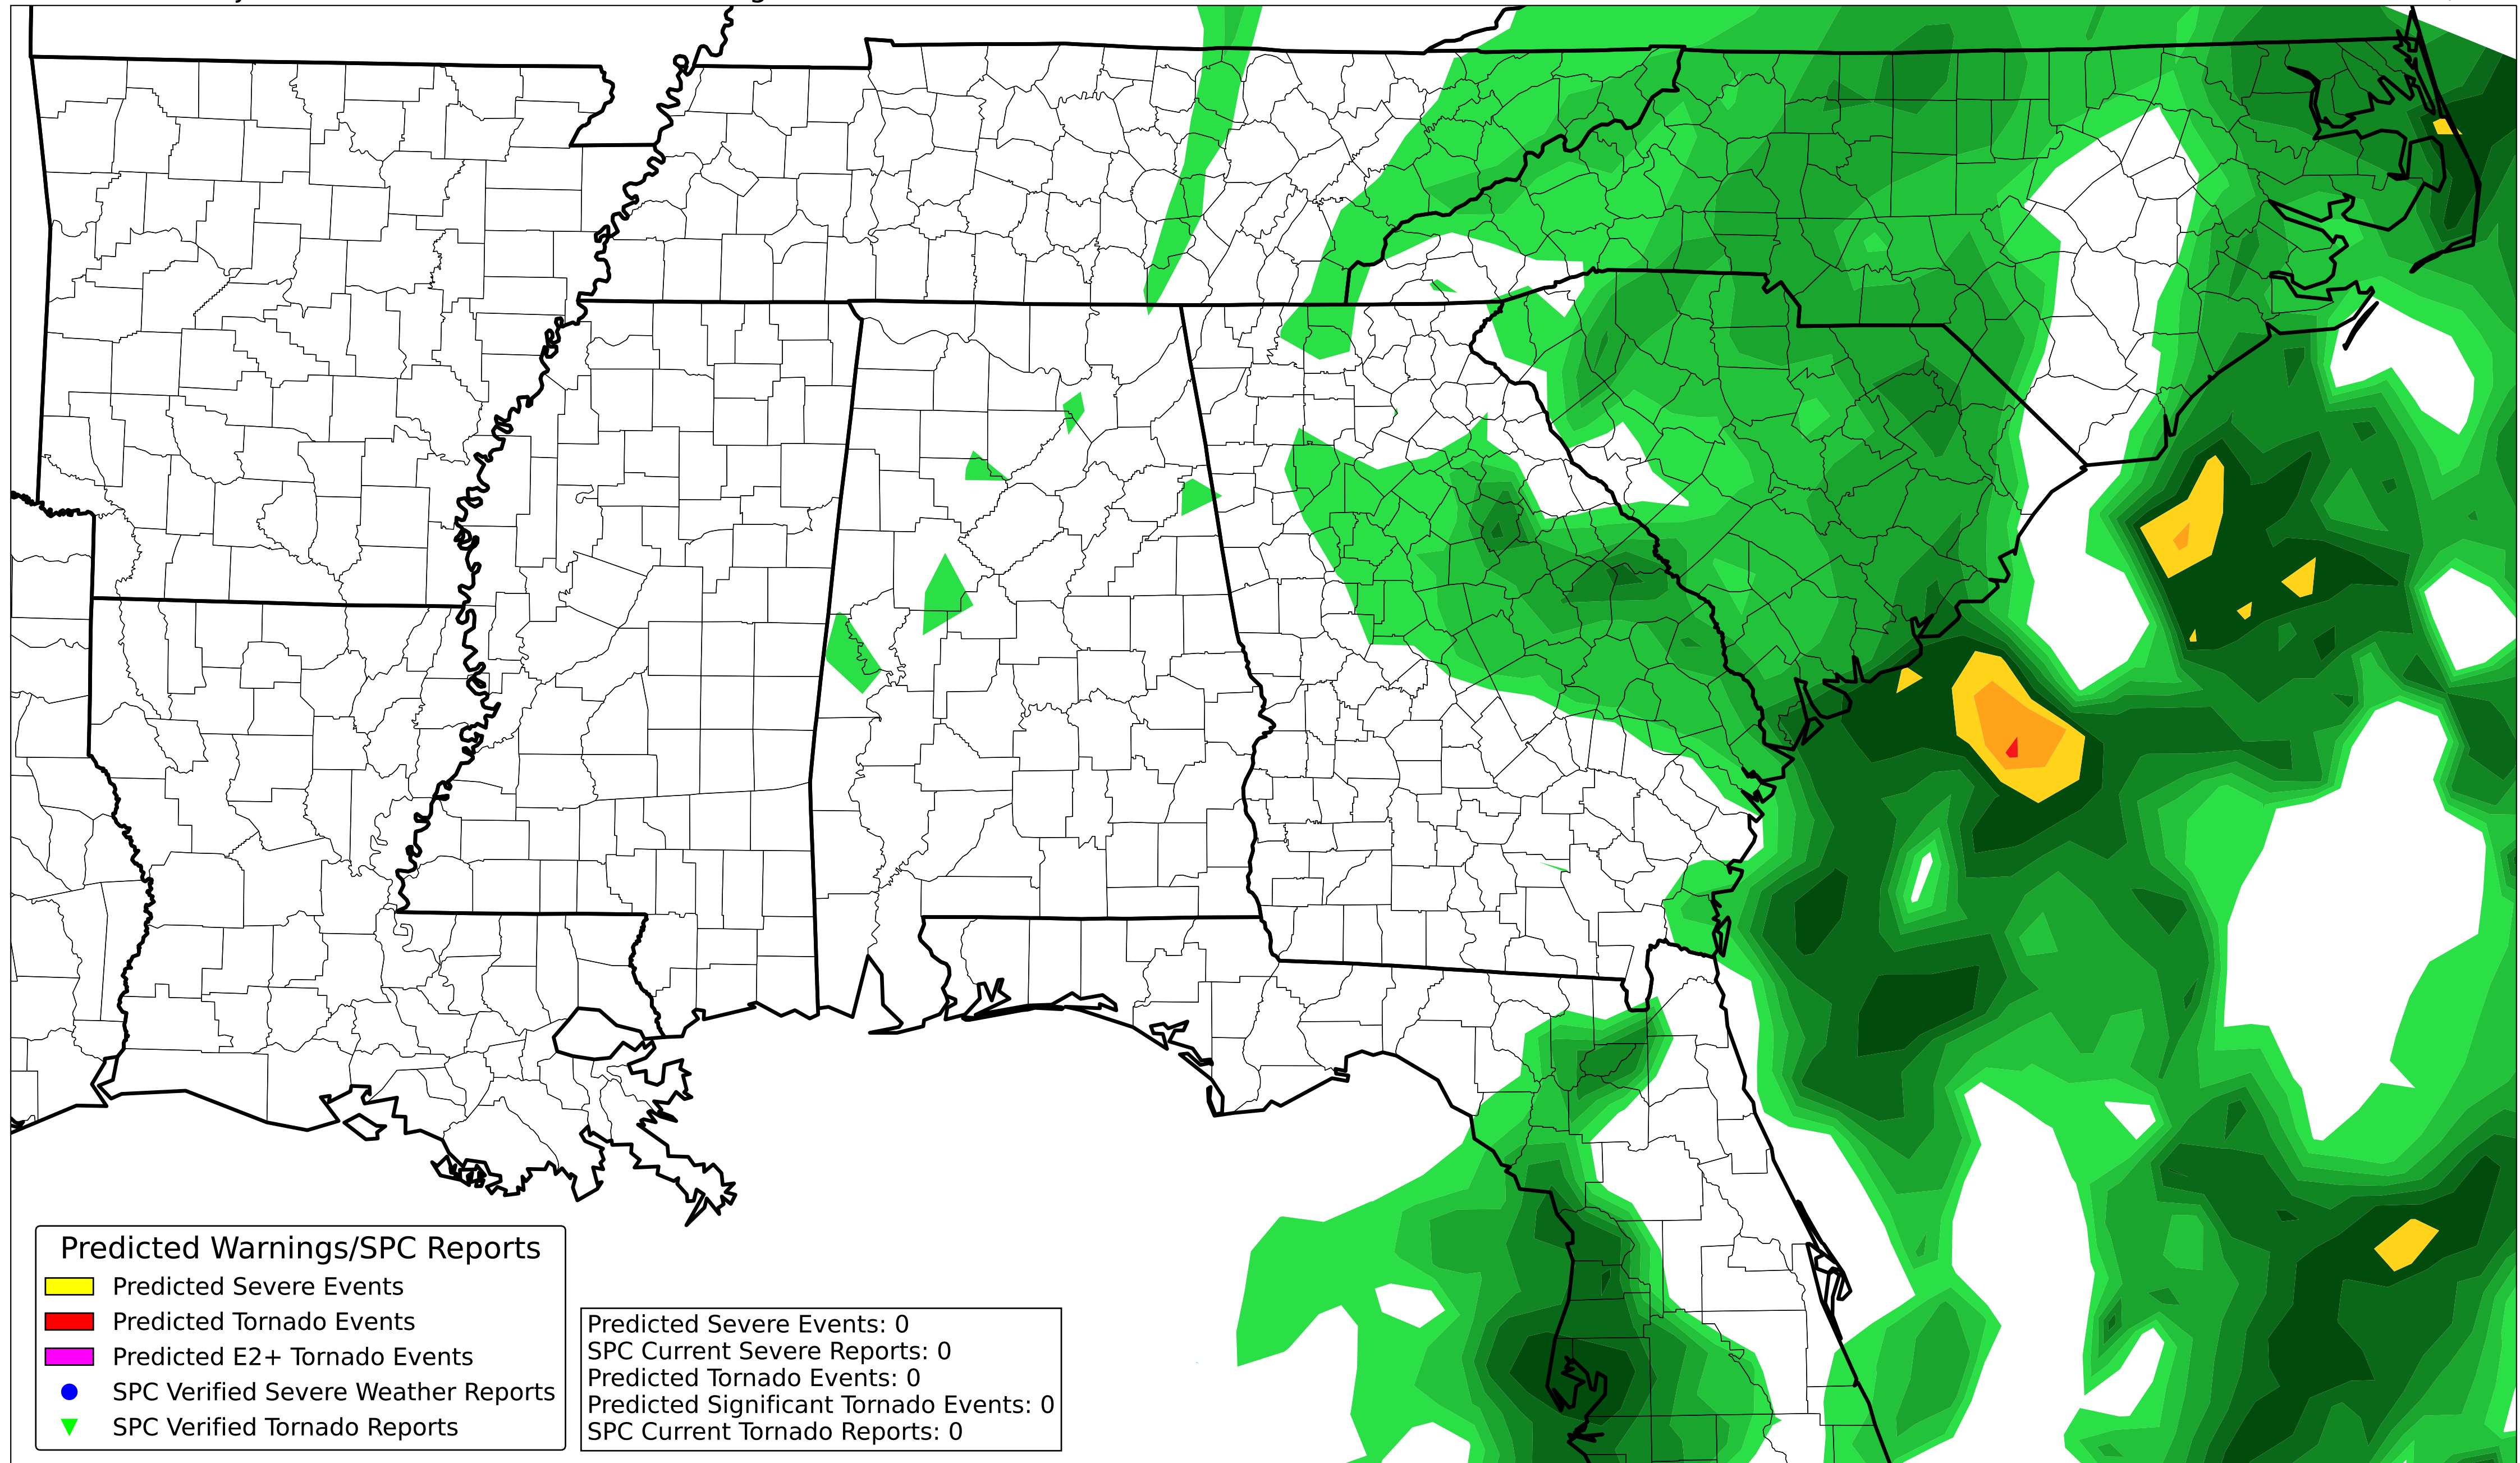 Predicted Warnings/SPC Reports
Predicted Severe Events
Predicted Tornado Events
Predicted E2+ Tornado Events
SPC Verified Severe Weather Reports
SPC Verified Tornado Reports
Predicted Severe Events: 0
SPC Current Severe Reports: 0
Predicted Tornado Events: 0
Predicted Significant Tornado Events: 0
SPC Current Tornado Reports: 0